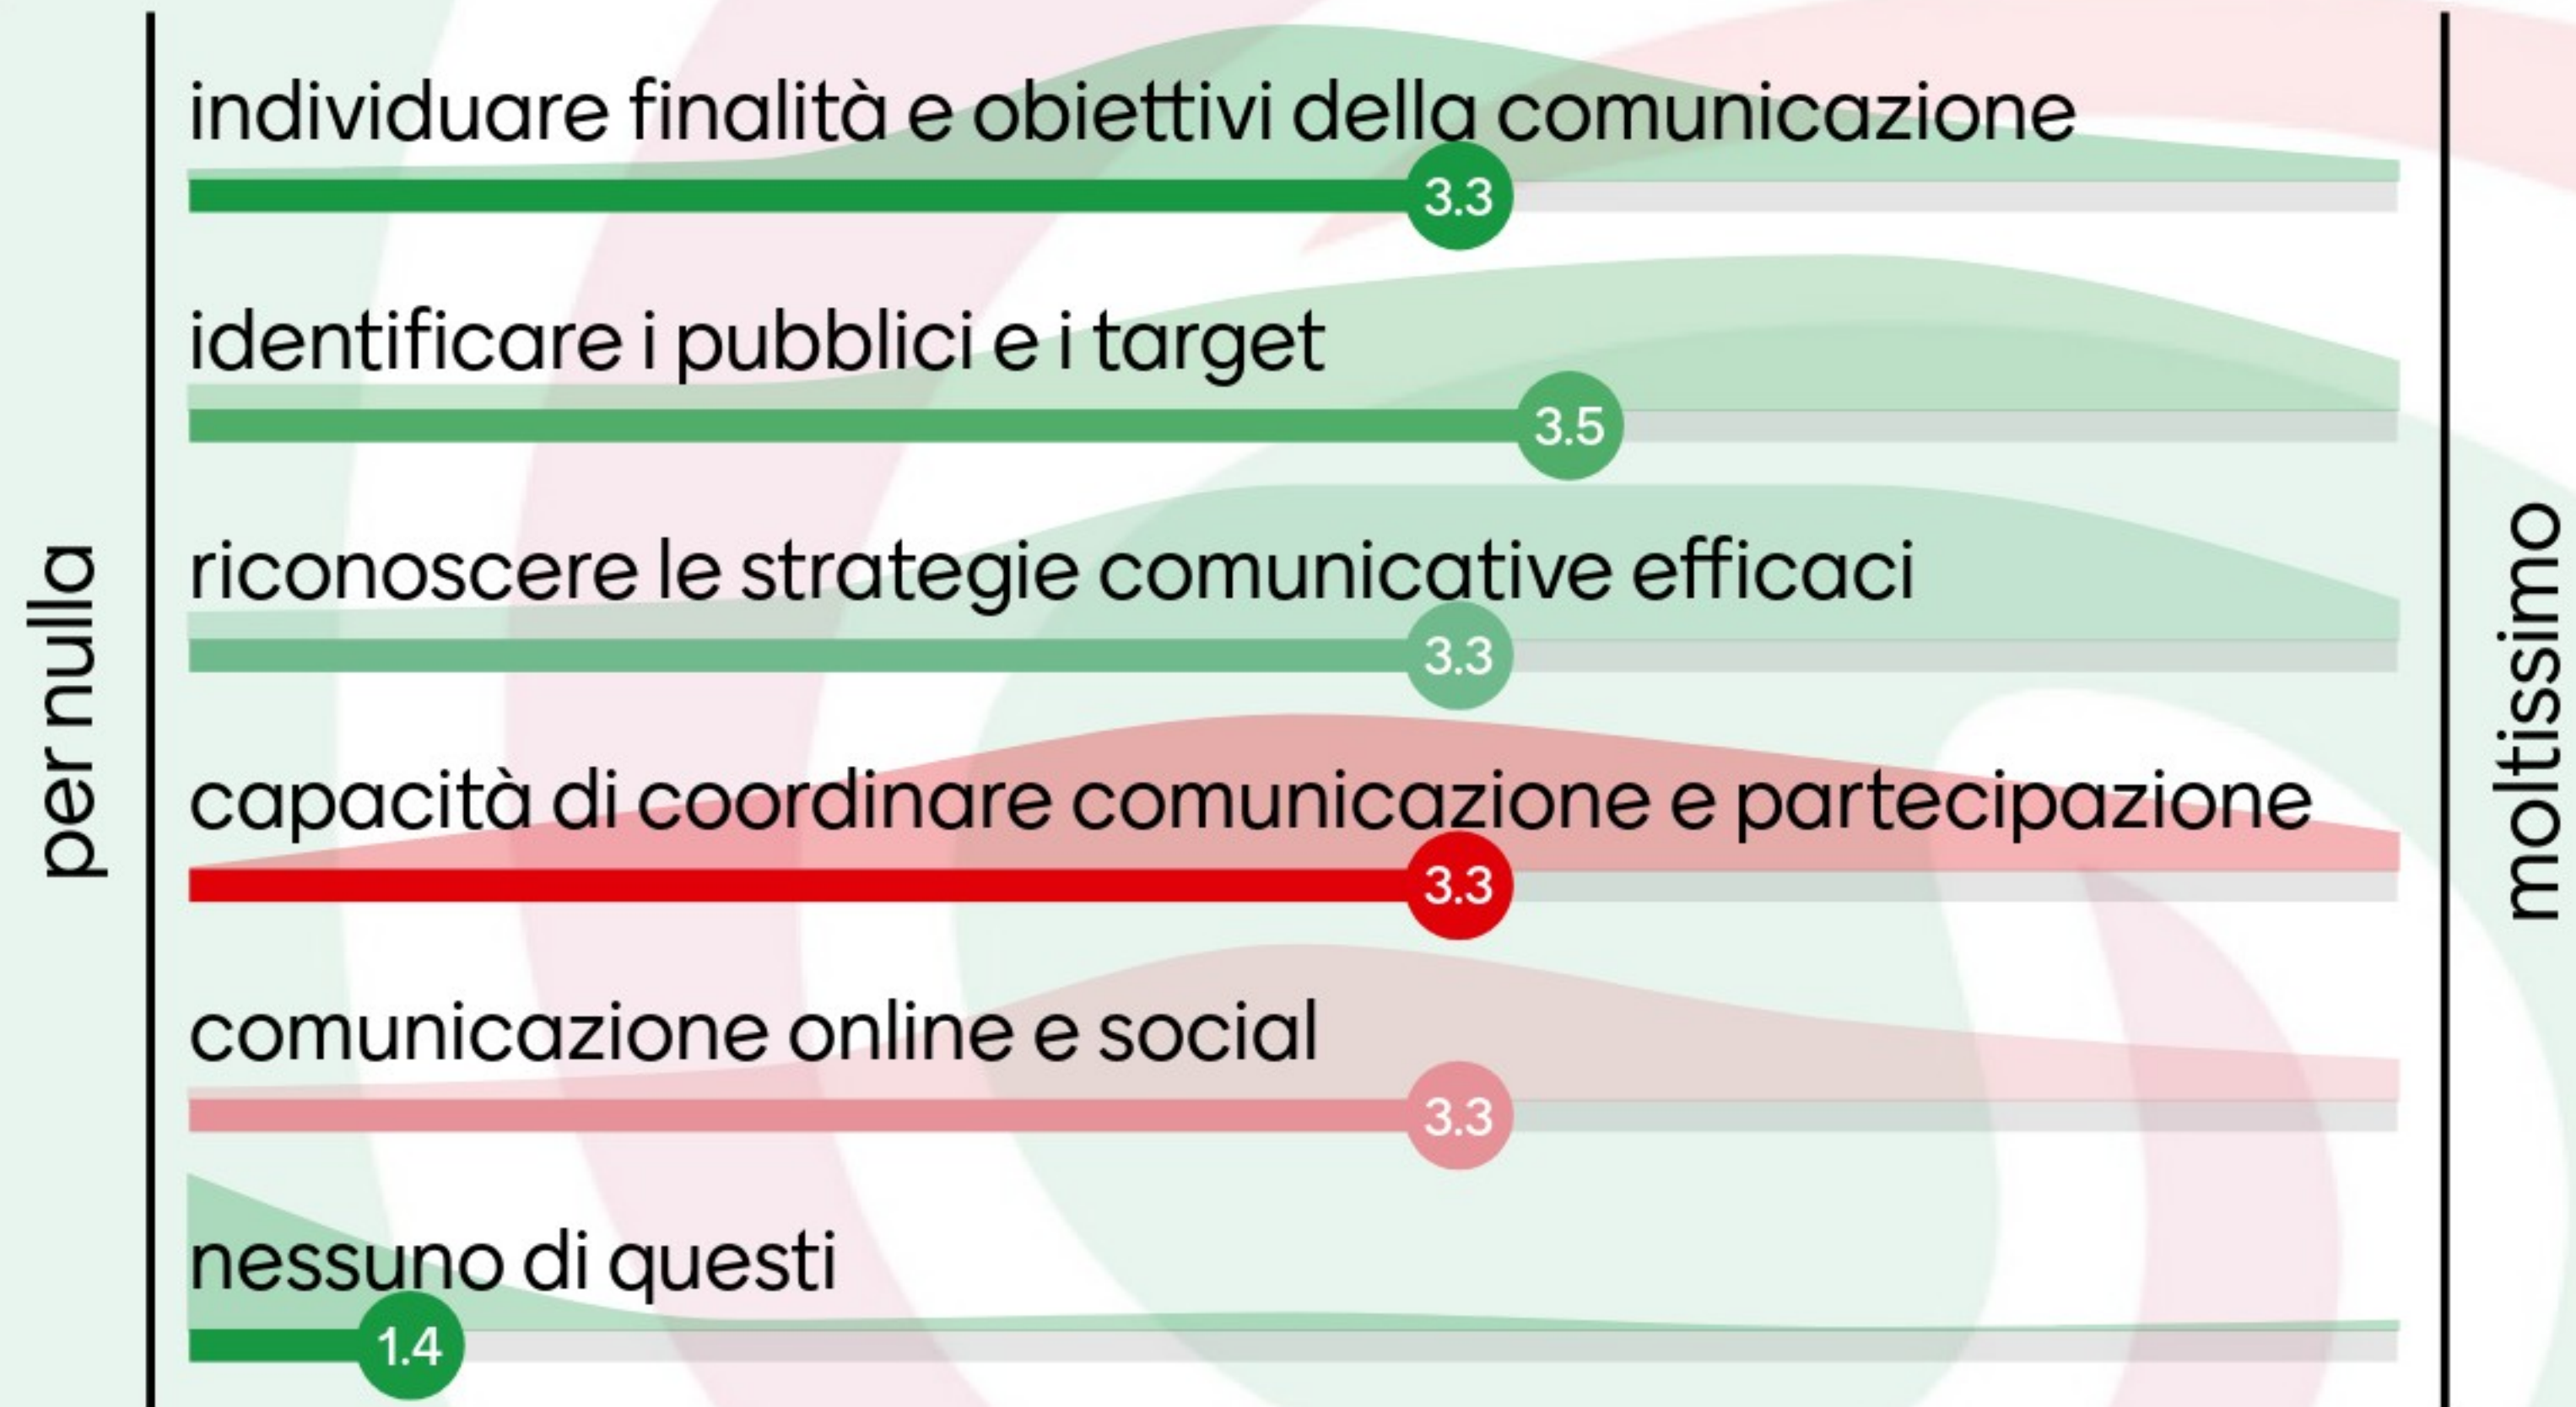 individuare finalità e obiettivi della comunicazione
3.3
identificare i pubblici e i target
3.5
riconoscere le strategie comunicative efficaci
3.3
capacità di coordinare comunicazione e partecipazione
3.3
comunicazione online e social
3.3
nessuno di questi
1.4
per nulla
moltissimo